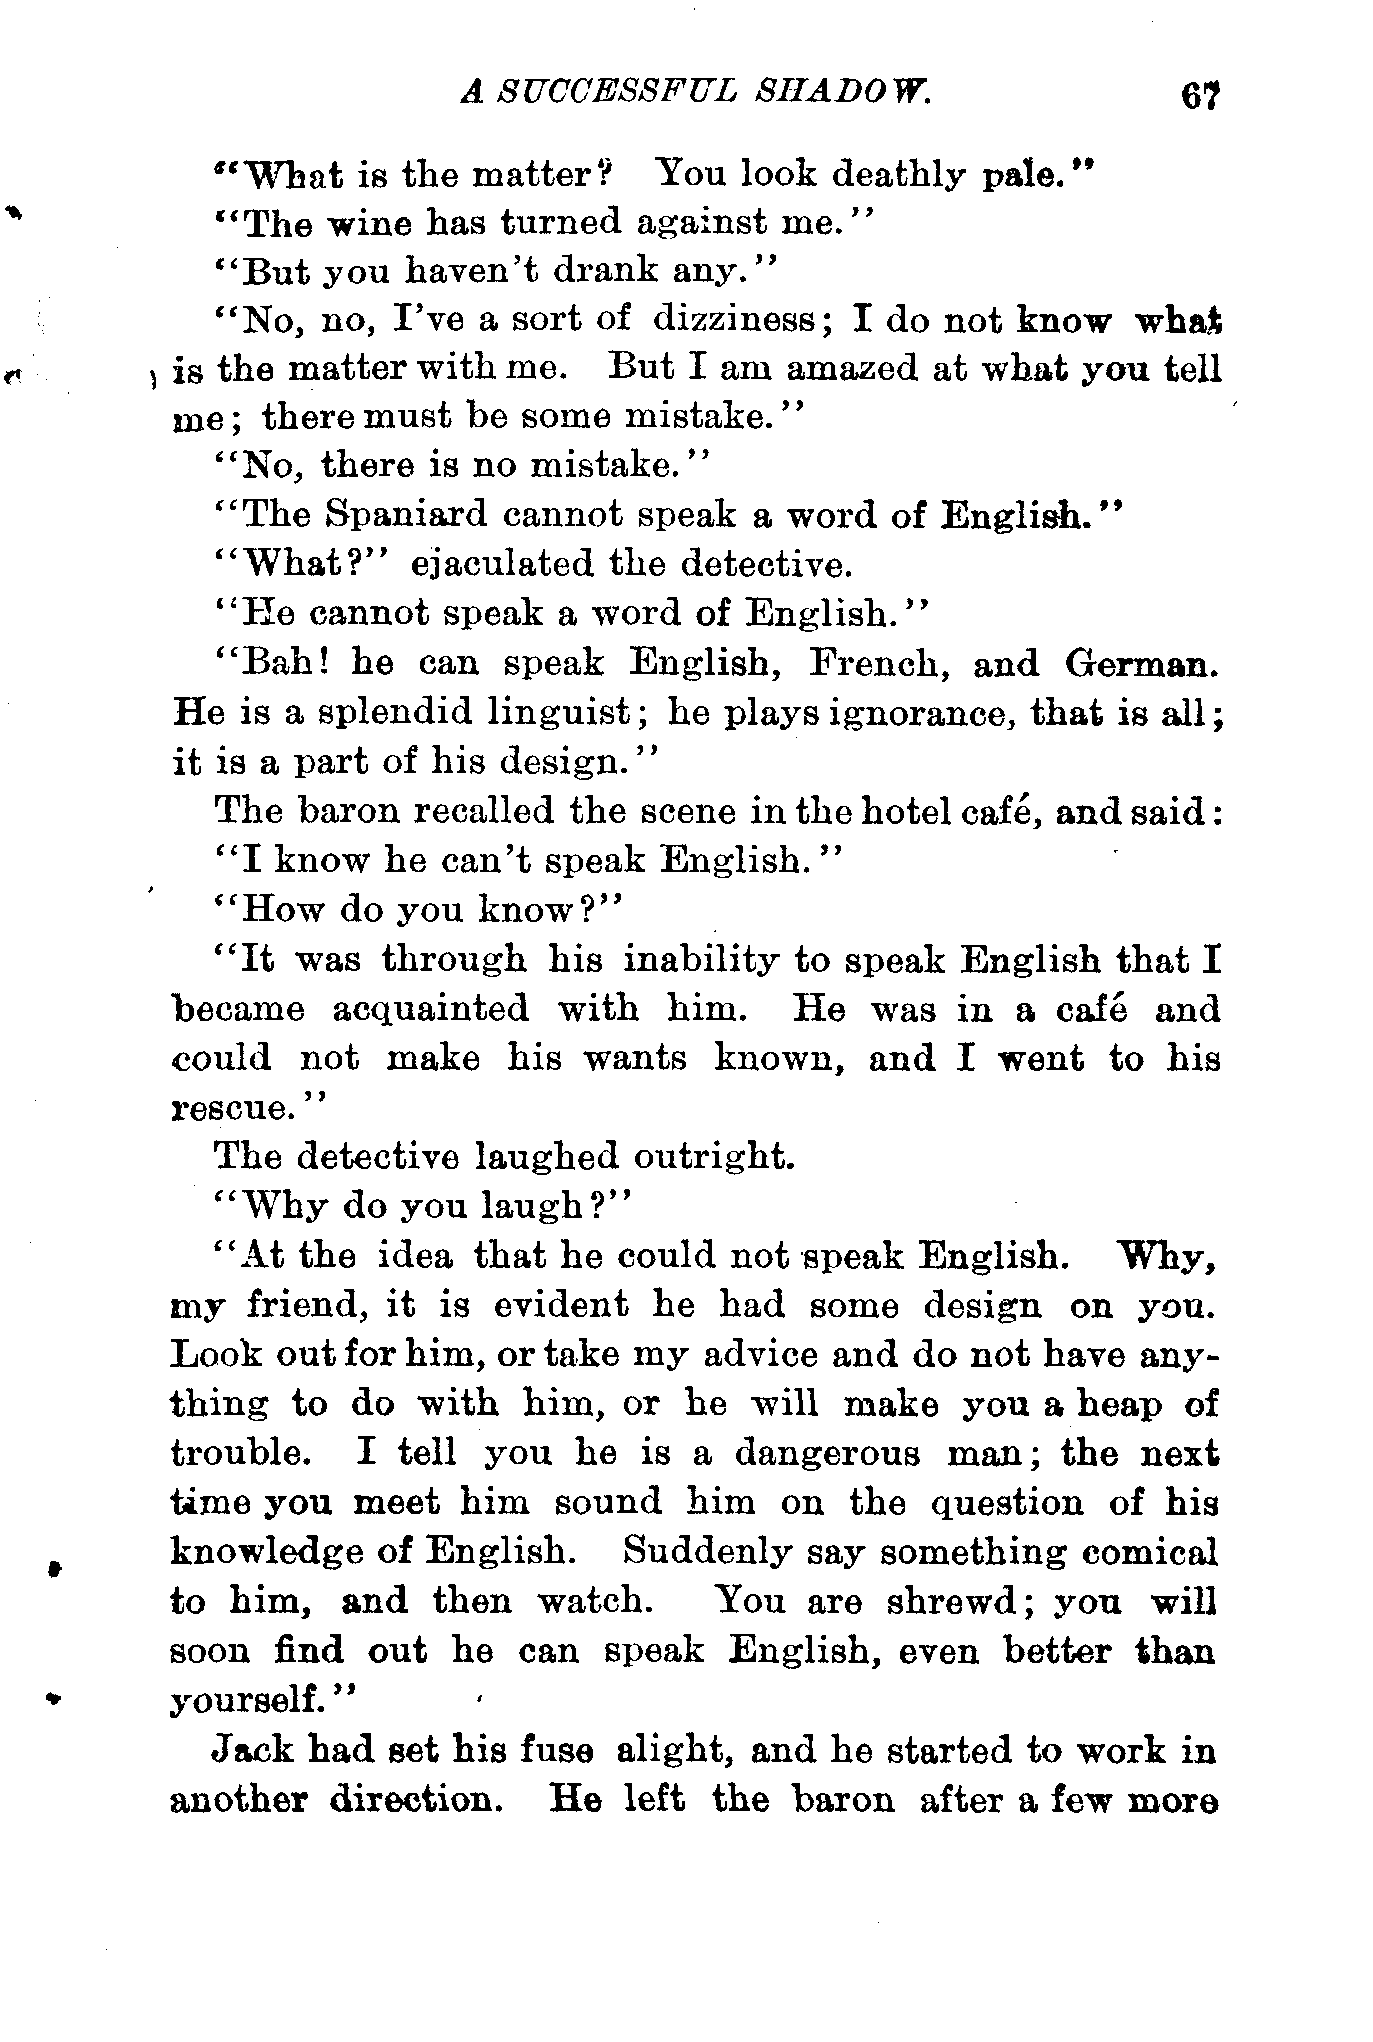 A SUCCESSFUL SHADOW. 67
"What is the matter? You look deathly pale."
"The wine has turned against me."
"But you haven't drank any."
"No, no, I've a sort of dizziness; I do not know what
is the matter with me. But I am amazed at what you tell
me; there must be some mistake."
"No, there is no mistake."
"The Spaniard cannot speak a word of English."
"What?" ejaculated the detective.
"He cannot speak a word of English."
"Bah! he can speak English, French, and German.
He is a splendid linguist; he plays ignorance, that is all;
it is a part of his design."
The baron recalled the scene in the hotel café, and said:
"I know he can't speak English."
"How do you know?"
"It was through his inability to speak English that I
became acquainted with him. He was in a café and
could not make his wants known, and I went to his
rescue."
The detective laughed outright.
"Why do you laugh?"
"At the idea that he could not speak English. Why,
my friend, it is evident he had some design on you.
Look out for him, or take my advice and do not have any-
thing to do with him, or he will make you a heap of
trouble. I tell you he is a dangerous man; the next
time you meet him sound him on the question of his
knowledge of English. Suddenly say something comical
to him, and then watch. You are shrewd; you will
soon find out he can speak English, even better than
yourself."
Jack had set his fuse alight, and he started to work in
another direction. He left the baron after a few more